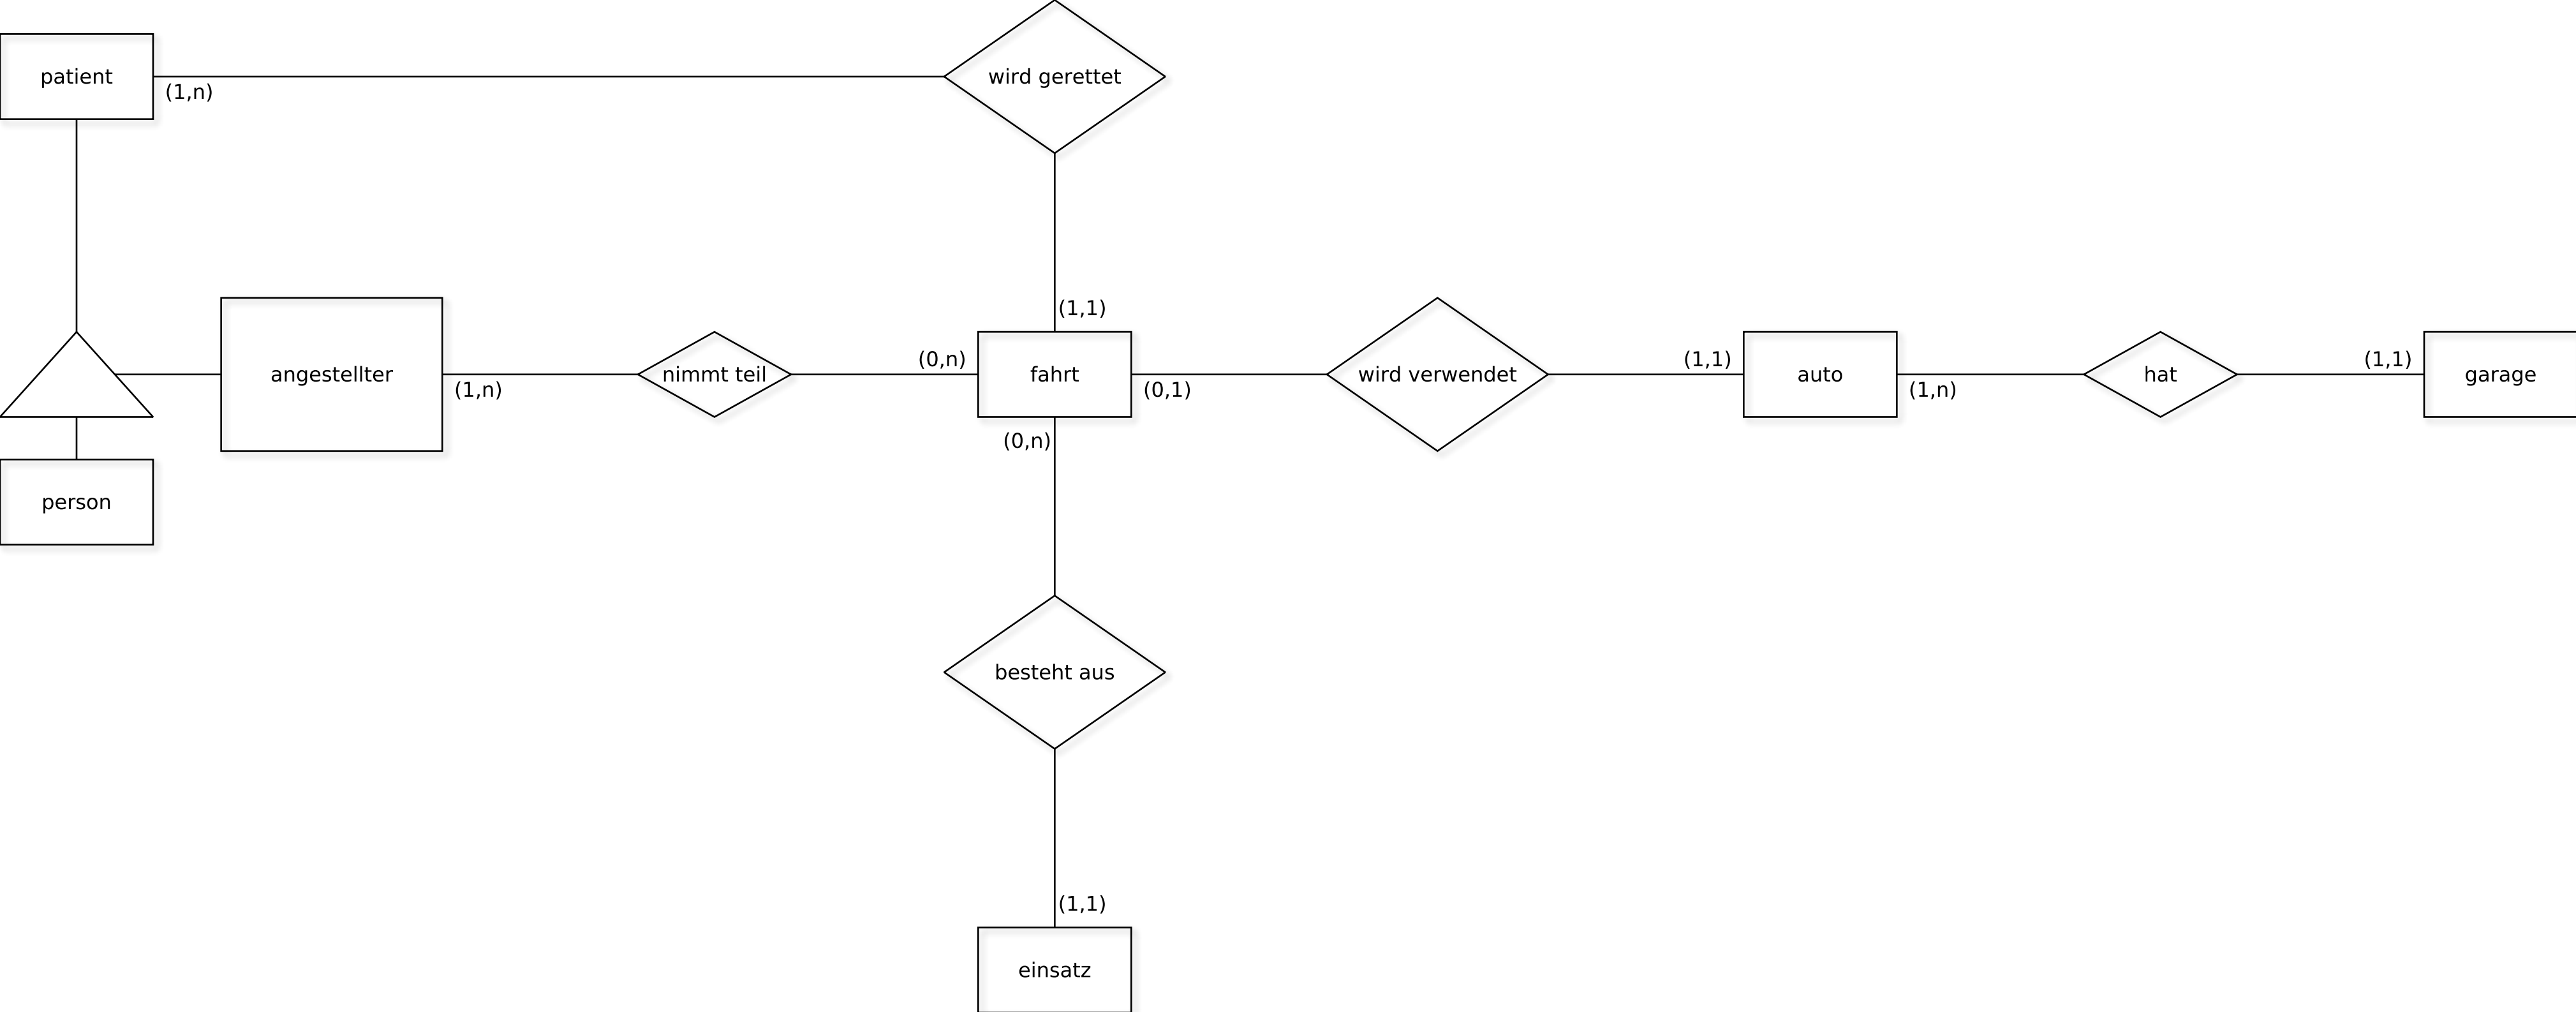 wird gerettet
patient
(1,n)
(1,1)
(0,n)
(1,1)
(1,1)
angestellter
nimmt teil
fahrt
wird verwendet
auto
hat
garage
(1,n)
(0,1)
(1,n)
(0,n)
person
besteht aus
(1,1)
einsatz